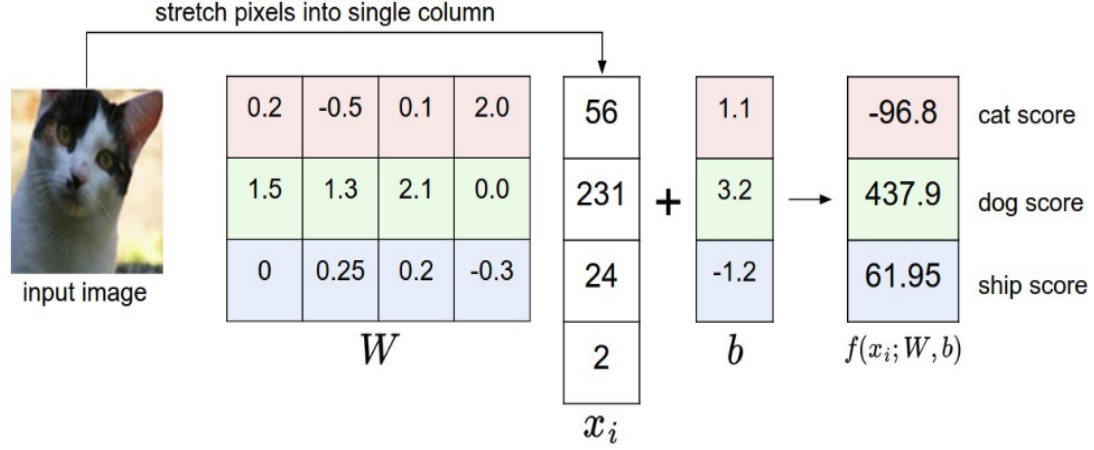 stretch pixels into single column
0.2 -0.5 0.1 2.0 56 1.1 -96.8 cat score
1.5 1.3 2.1 0.0 231 + 3.2 437.9 dog score
0 0.25 0.2 -0.3 24 -1.2 61.95 ship score
input image
W 2 b f(x_i; W, b)
x_i